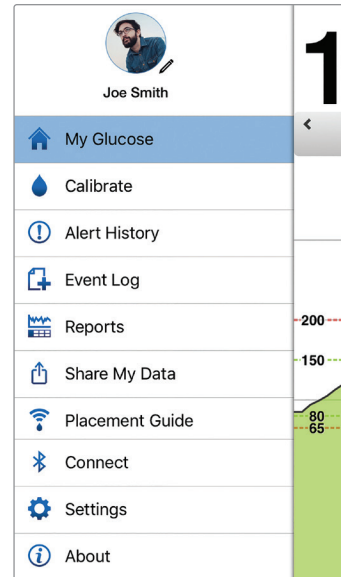 Joe Smith
My Glucose
Calibrate
Alert History
Event Log
Reports
Share My Data
Placement Guide
Connect
Settings
About
1
200
150
80
65